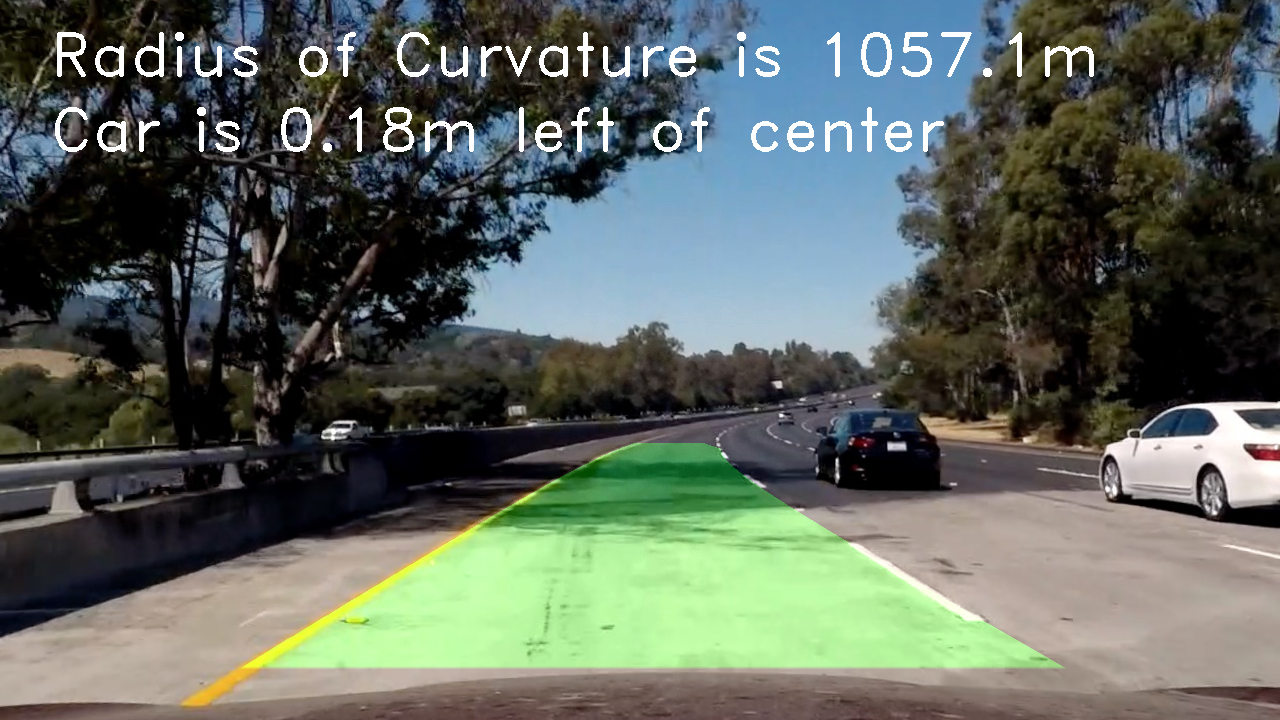 Radius of Curvature is 1057.1m
Car is 0.18m left of center